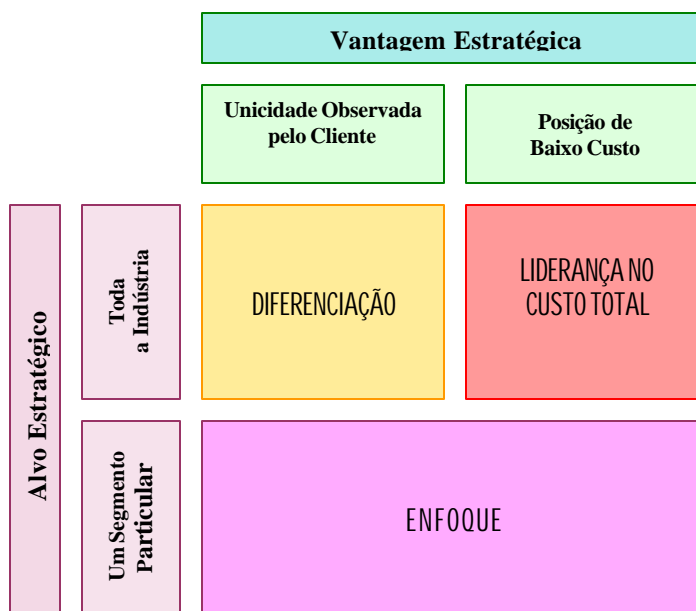 Vantagem Estratégica
Unicidade Observada
pelo Cliente
Posição de
Baixo Custo
Alvo Estratégico
Toda
a Indústria
DIFERENCIAÇÃO
LIDERANÇA NO
CUSTO TOTAL
Um Segmento
Particular
ENFOQUE